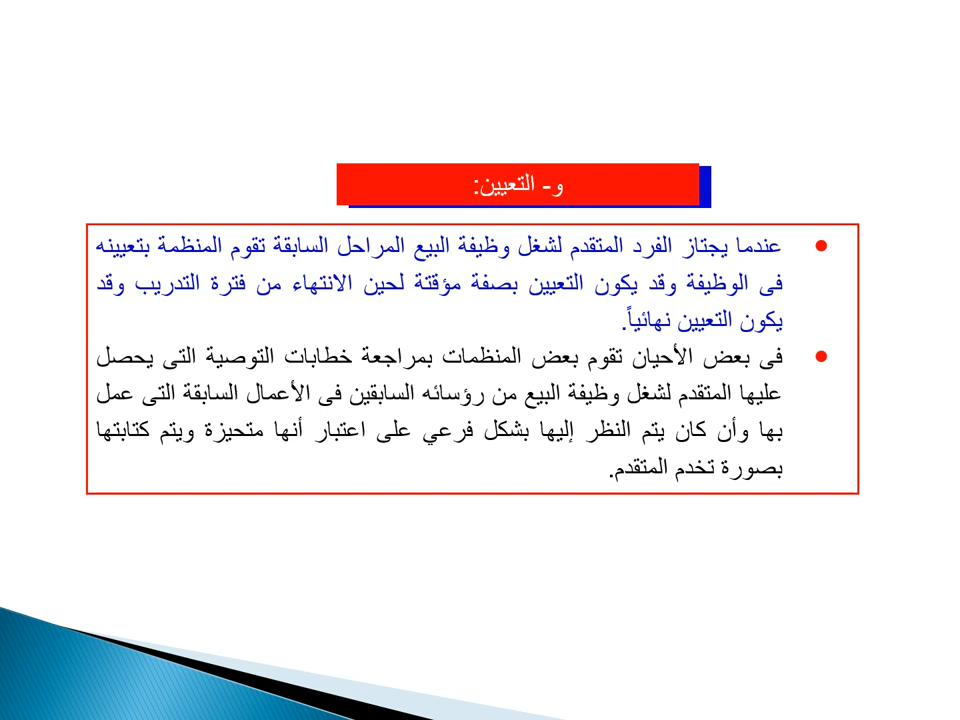 و- التعيين:
● عندما يجتاز الفرد المتقدم لشغل وظيفة البيع المراحل السابقة تقوم المنظمة بتعيينه
فى الوظيفة وقد يكون التعيين بصفة مؤقتة لحين الانتهاء من فترة التدريب وقد
يكون التعيين نهائياً.
● فى بعض الأحيان تقوم بعض المنظمات بمراجعة خطابات التوصية التى يحصل
عليها المتقدم لشغل وظيفة البيع من رؤسائه السابقين فى الأعمال السابقة التى عمل
بها وأن كان يتم النظر إليها بشكل فرعي على اعتبار أنها متحيزة ويتم كتابتها
بصورة تخدم المتقدم.